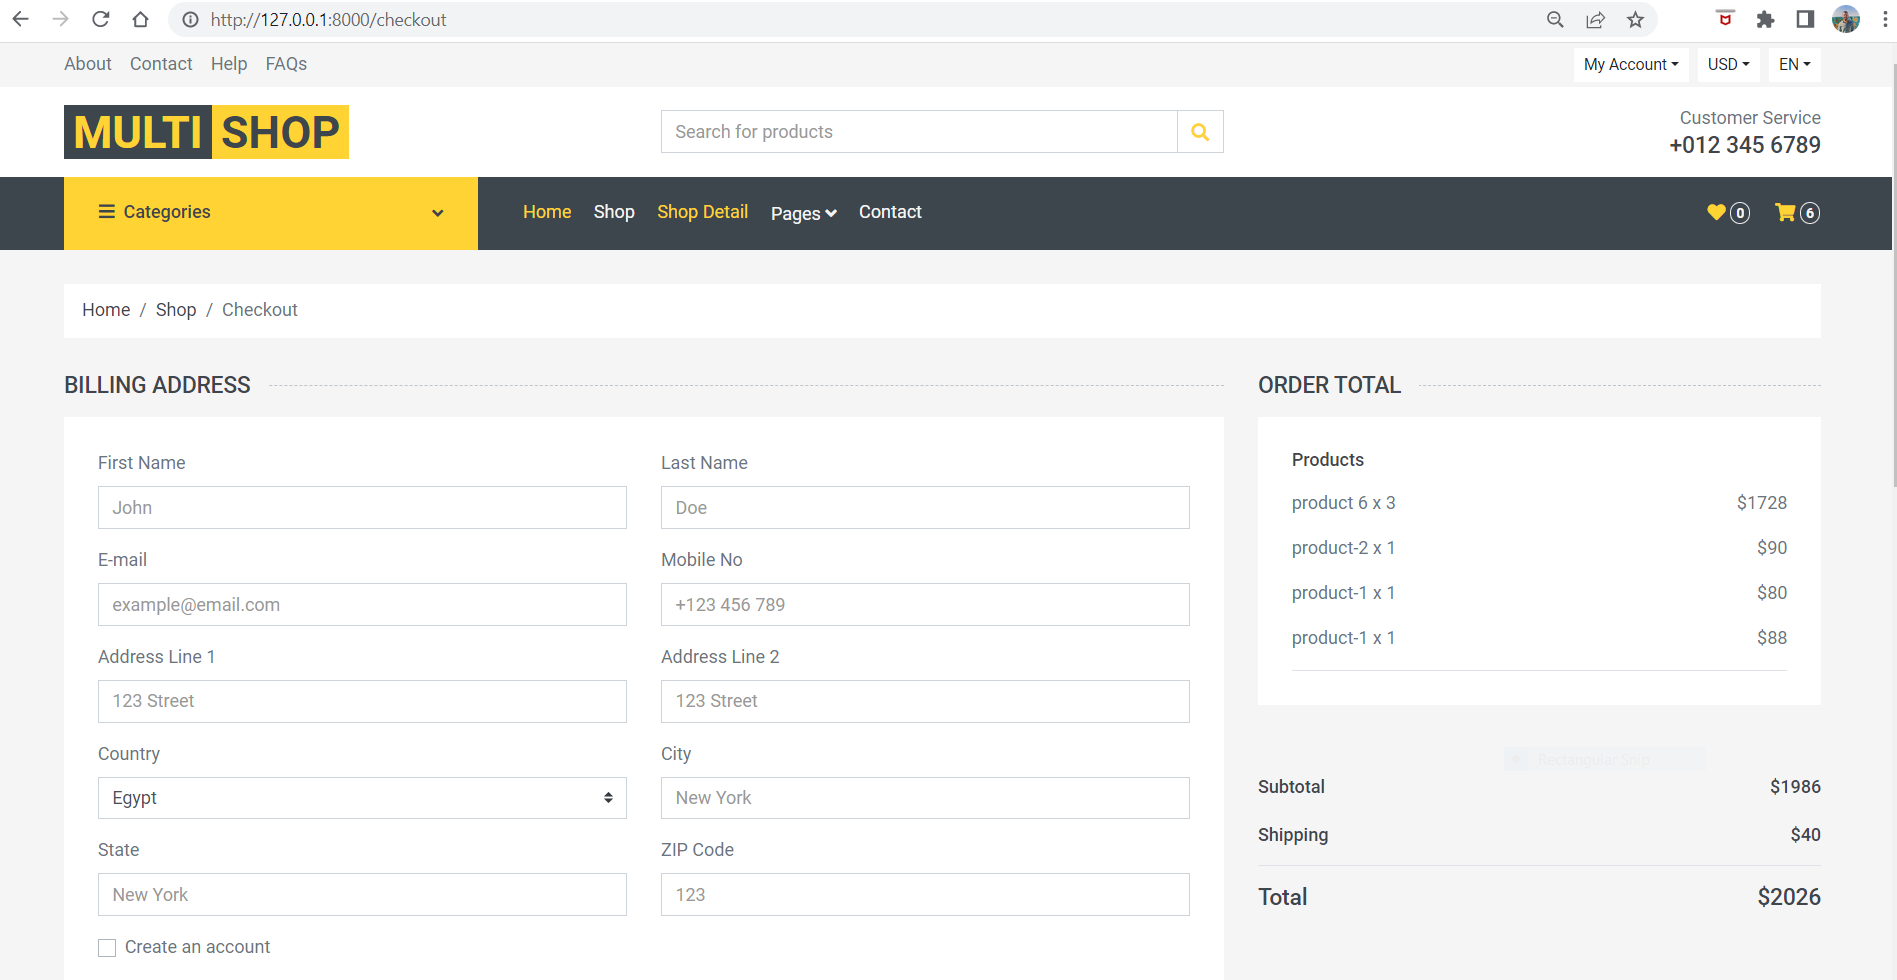 http://127.0.0.1:8000/checkout
About Contact Help FAQs
My Account USD EN
MULTI SHOP
Search for products
Customer Service
+012 345 6789
Categories
Home Shop Shop Detail Pages Contact
0 6
Home / Shop / Checkout
BILLING ADDRESS
First Name
John
Last Name
Doe
E-mail
example@email.com
Mobile No
+123 456 789
Address Line 1
123 Street
Address Line 2
123 Street
Country
Egypt
City
New York
State
New York
ZIP Code
123
Create an account
ORDER TOTAL
Products
product 6 x 3 $1728
product-2 x 1 $90
product-1 x 1 $80
product-1 x 1 $88
Rectangular Snip
Subtotal $1986
Shipping $40
Total $2026